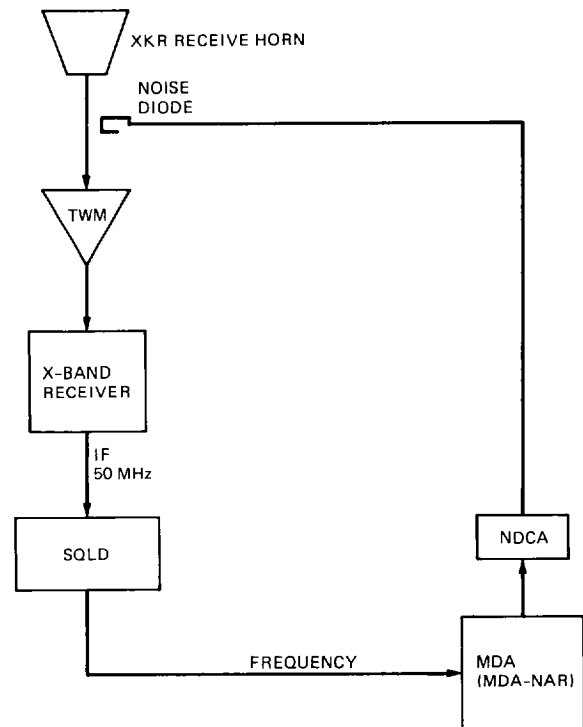 XKR RECEIVE HORN
NOISE
DIODE
TWM
X-BAND
RECEIVER
IF
50 MHz
SQLD
NDCA
FREQUENCY
MDA
(MDA-NAR)